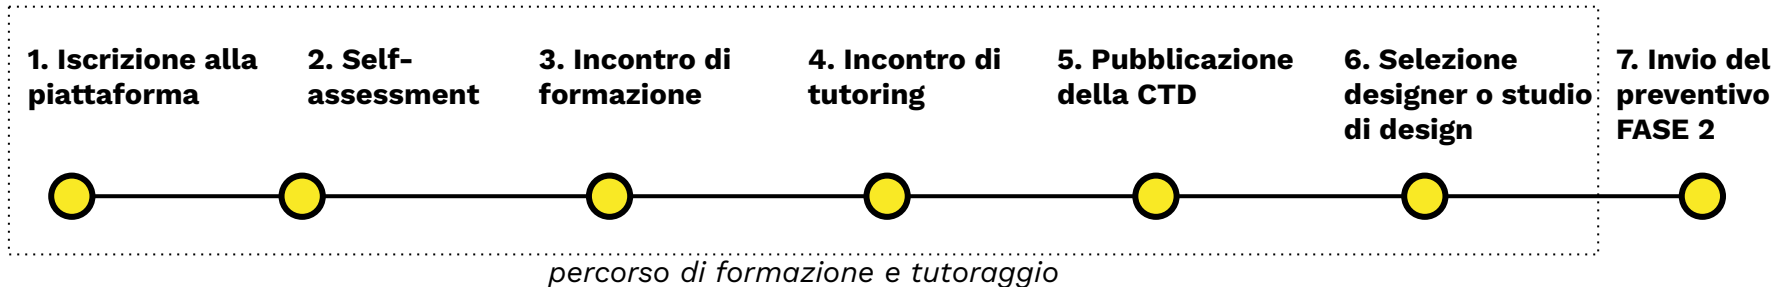 1. Iscrizione alla
piattaforma
2. Self-
assessment
3. Incontro di
formazione
4. Incontro di
tutoring
5. Pubblicazione
della CTD
6. Selezione
designer o studio
di design
7. Invio del
preventivo
FASE 2
percorso di formazione e tutoraggio